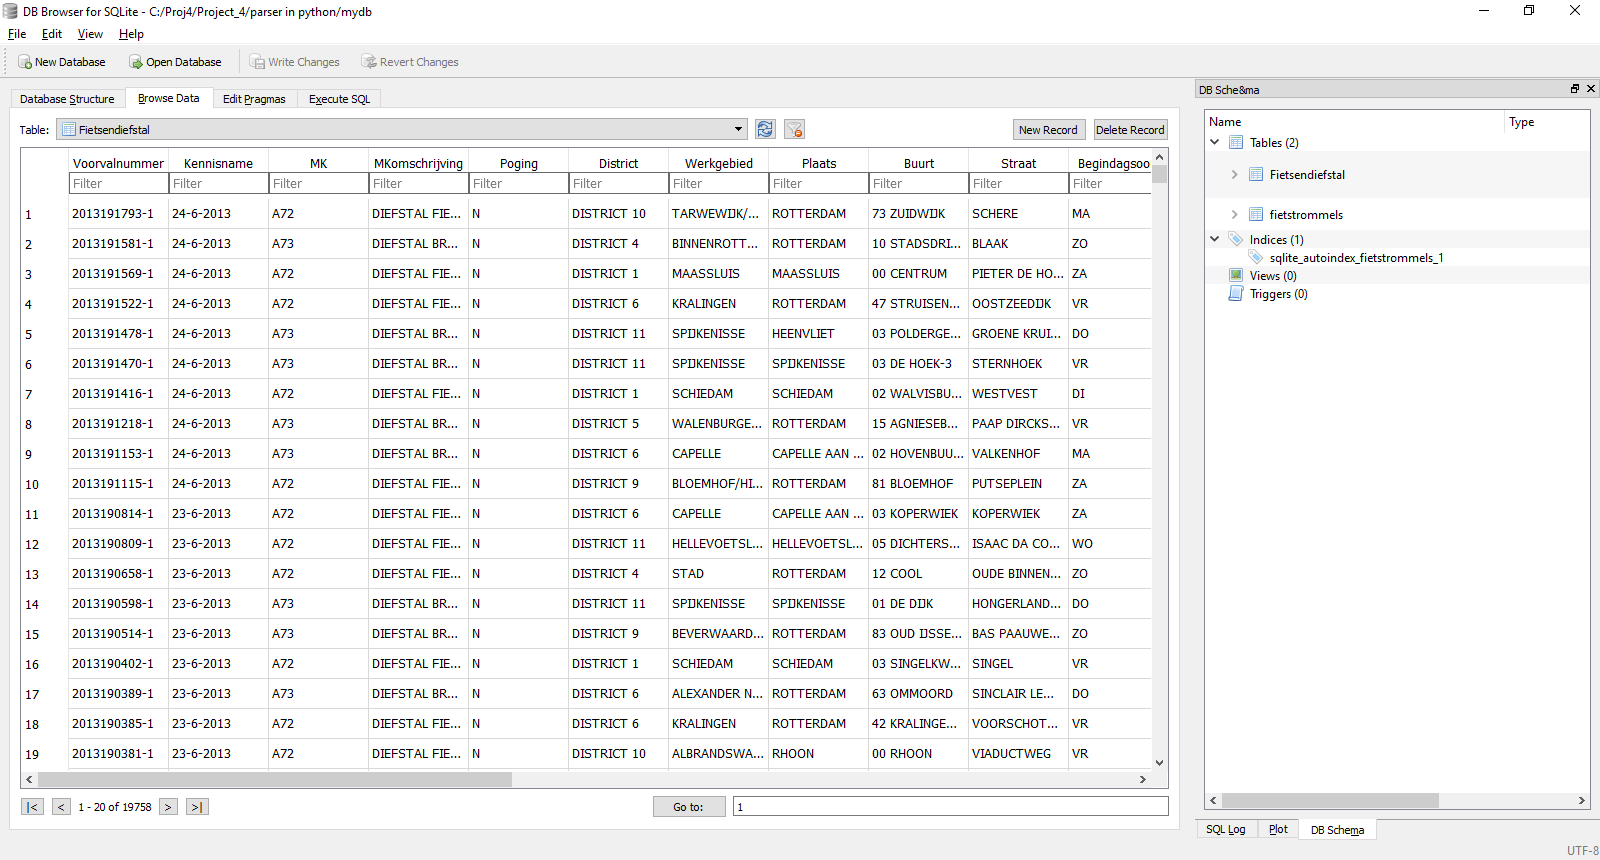 DB Browser for SQLite - C:/Proj4/Project_4/parser in python/mydb
File Edit View Help
New Database Open Database Write Changes Revert Changes
Database Structure Browse Data Edit Pragmas Execute SQL
Table: Fietsendiefstal New Record Delete Record
Voorvalnummer Kennisname MK MKomschrijving Poging District Werkgebied Plaats Buurt Straat Begindagsoo
Filter Filter Filter Filter Filter Filter Filter Filter Filter Filter Filter
1 2013191793-1 24-6-2013 A72 DIEFSTAL FIE... N DISTRICT 10 TARWEWIJK/... ROTTERDAM 73 ZUIDWIJK SCHERE MA
2 2013191581-1 24-6-2013 A73 DIEFSTAL BR... N DISTRICT 4 BINNENROTT... ROTTERDAM 10 STADSDRI... BLAAK ZO
3 2013191569-1 24-6-2013 A72 DIEFSTAL FIE... N DISTRICT 1 MAASSLUIS MAASSLUIS 00 CENTRUM PIETER DE HO... ZA
4 2013191522-1 24-6-2013 A72 DIEFSTAL FIE... N DISTRICT 6 KRALINGEN ROTTERDAM 47 STRUISEN... OOSTZEEDIJK VR
5 2013191478-1 24-6-2013 A73 DIEFSTAL BR... N DISTRICT 11 SPIJKENISSE HEENVLIET 03 POLDERGE... GROENE KRUI... DO
6 2013191470-1 24-6-2013 A73 DIEFSTAL BR... N DISTRICT 11 SPIJKENISSE SPIJKENISSE 03 DE HOEK-3 STERNHOEK VR
7 2013191416-1 24-6-2013 A72 DIEFSTAL FIE... N DISTRICT 1 SCHIEDAM SCHIEDAM 02 WALVISBU... WESTVEST DI
8 2013191218-1 24-6-2013 A73 DIEFSTAL BR... N DISTRICT 5 WALENBURGE... ROTTERDAM 15 AGNIESEB... PAAP DIRCKS... VR
9 2013191153-1 24-6-2013 A73 DIEFSTAL BR... N DISTRICT 6 CAPELLE CAPELLE AAN ... 02 HOVENBUU... VALKENHOF MA
10 2013191115-1 24-6-2013 A72 DIEFSTAL FIE... N DISTRICT 9 BLOEMHOF/HI... ROTTERDAM 81 BLOEMHOF PUTSEPLEIN ZA
11 2013190814-1 23-6-2013 A72 DIEFSTAL FIE... N DISTRICT 6 CAPELLE CAPELLE AAN ... 03 KOPERWIEK KOPERWIEK ZA
12 2013190809-1 23-6-2013 A72 DIEFSTAL FIE... N DISTRICT 11 HELLEVOETSL... HELLEVOETSL... 05 DICHTERS... ISAAC DA CO... WO
13 2013190658-1 23-6-2013 A72 DIEFSTAL FIE... N DISTRICT 4 STAD ROTTERDAM 12 COOL OUDE BINNEN... ZO
14 2013190598-1 23-6-2013 A73 DIEFSTAL BR... N DISTRICT 11 SPIJKENISSE SPIJKENISSE 01 DE DIJK HONGERLAND... DO
15 2013190514-1 23-6-2013 A73 DIEFSTAL BR... N DISTRICT 9 BEVERWAARD... ROTTERDAM 83 OUD IJSSE... BAS PAAUWE... ZO
16 2013190402-1 23-6-2013 A72 DIEFSTAL FIE... N DISTRICT 1 SCHIEDAM SCHIEDAM 03 SINGELKW... SINGEL VR
17 2013190389-1 23-6-2013 A73 DIEFSTAL BR... N DISTRICT 6 ALEXANDER N... ROTTERDAM 63 OMMOORD SINCLAIR LE... DO
18 2013190385-1 23-6-2013 A72 DIEFSTAL FIE... N DISTRICT 6 KRALINGEN ROTTERDAM 42 KRALINGE... VOORSCHOT... VR
19 2013190381-1 23-6-2013 A72 DIEFSTAL FIE... N DISTRICT 10 ALBRANDSWA... RHOON 00 RHOON VIADUCTWEG VR
|< < 1 - 20 of 19758 > >| Go to: 1
DB Sche&ma
Name Type
Tables (2)
Fietsendiefstal
fietstrommels
Indices (1)
sqlite_autoindex_fietstrommels_1
Views (0)
Triggers (0)
SQL Log Plot DB Schema
UTF-8